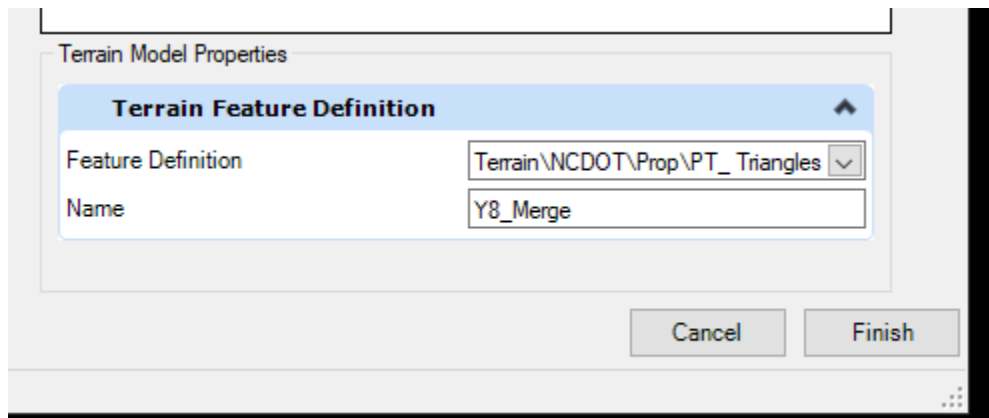 Terrain Model Properties
Terrain Feature Definition
Feature Definition Terrain\NCDOT\Prop\PT_ Triangles
Name Y8_Merge
Cancel Finish